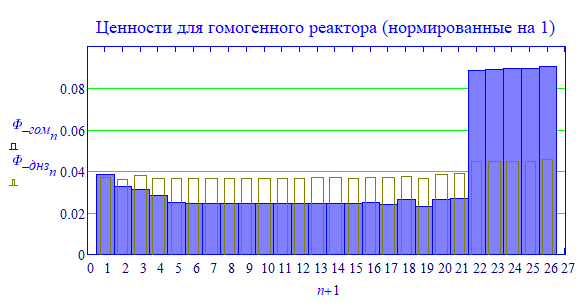 Ценности для гомогенного реактора (нормированные на 1)
0.08
0.06
Φ_гом n
0.04
Φ_днз n
0.02
0
0 1 2 3 4 5 6 7 8 9 10 11 12 13 14 15 16 17 18 19 20 21 22 23 24 25 26 27
n+1